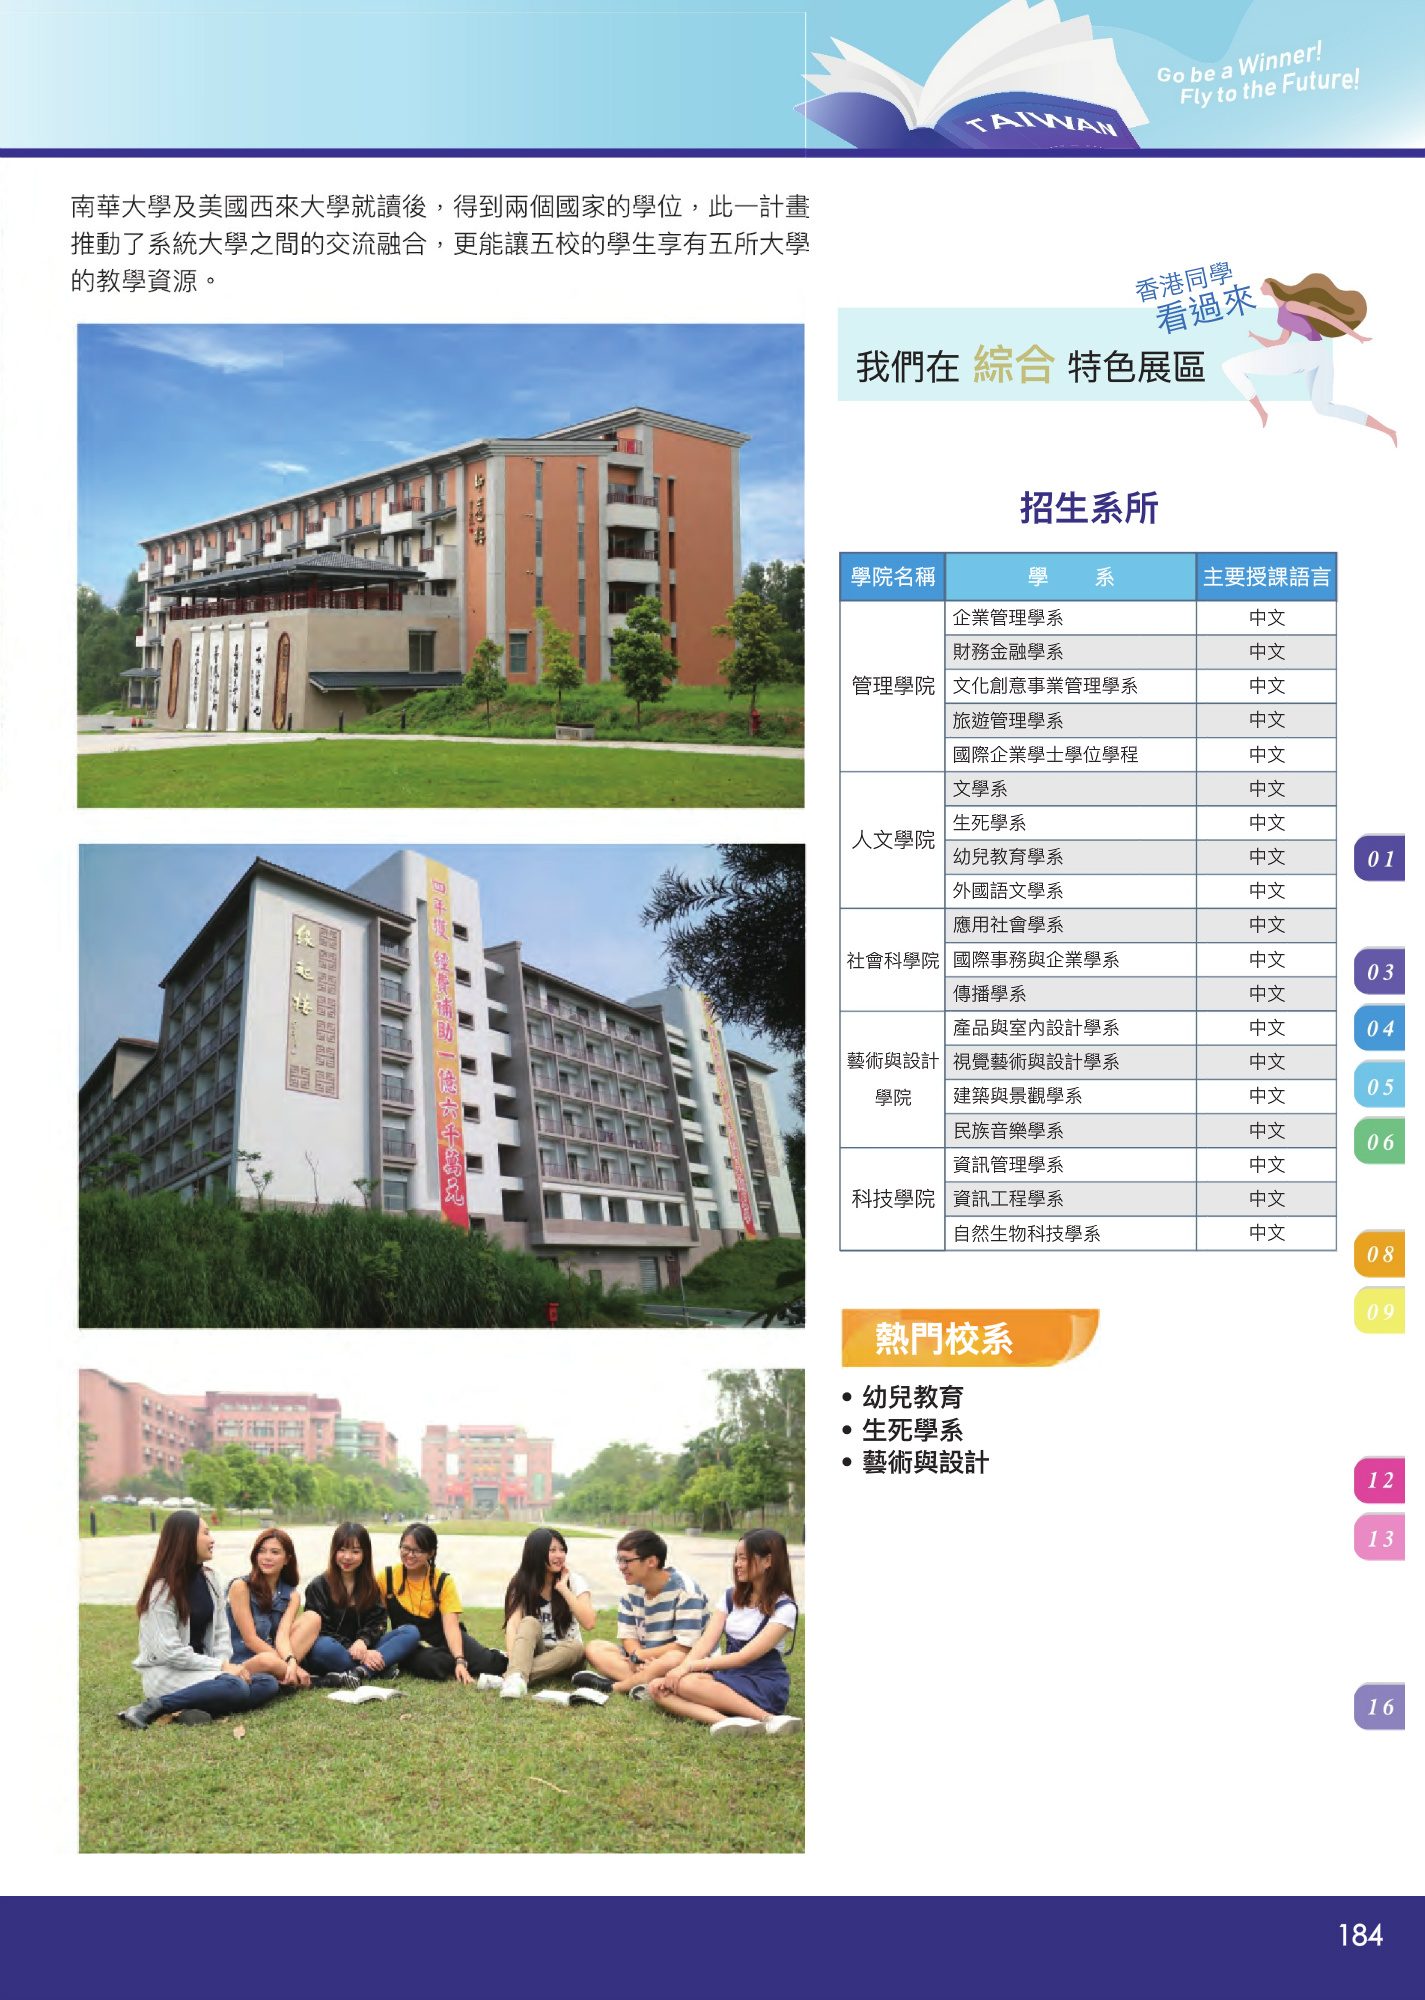 Go be a Winner!
Fly to the Future!
TAIWAN
南華大學及美國西來大學就讀後，得到兩個國家的學位，此一計畫
推動了系統大學之間的交流融合，更能讓五校的學生享有五所大學
的教學資源。
香港同學
看過來
我們在 綜合 特色展區
招生系所
學院名稱 學 系 主要授課語言
管理學院
企業管理學系 中文
財務金融學系 中文
文化創意事業管理學系 中文
旅遊管理學系 中文
國際企業學士學位學程 中文
人文學院
文學系 中文
生死學系 中文
幼兒教育學系 中文
外國語文學系 中文
社會科學院
應用社會學系 中文
國際事務與企業學系 中文
傳播學系 中文
藝術與設計
學院
產品與室內設計學系 中文
視覺藝術與設計學系 中文
建築與景觀學系 中文
民族音樂學系 中文
科技學院
資訊管理學系 中文
資訊工程學系 中文
自然生物科技學系 中文
熱門校系
• 幼兒教育
• 生死學系
• 藝術與設計
四年獲 經費補助一億六千萬元
緣起樓
01
03
04
05
06
08
09
12
13
16
184